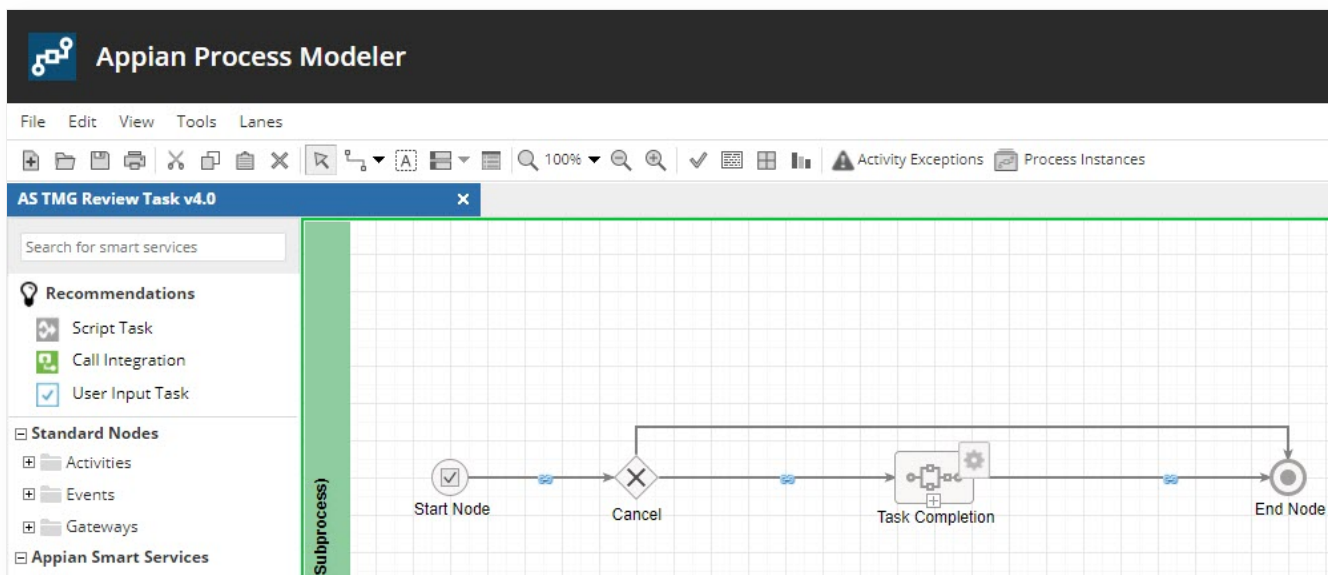 Appian Process Modeler
File Edit View Tools Lanes
A 100% Activity Exceptions Process Instances
AS TMG Review Task v4.0 ×
Search for smart services
Recommendations
Script Task
Call Integration
User Input Task
Standard Nodes
Activities
Events
Gateways
Appian Smart Services
Subprocess)
Start Node
Cancel
Task Completion
End Node